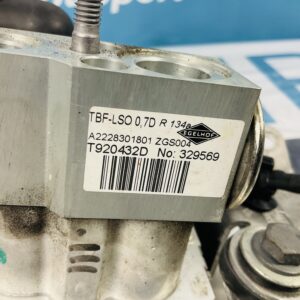 TBF-LSO 0,7D R 134a
EGELHOF
A2228301801 ZGS004
T920432D No: 329569